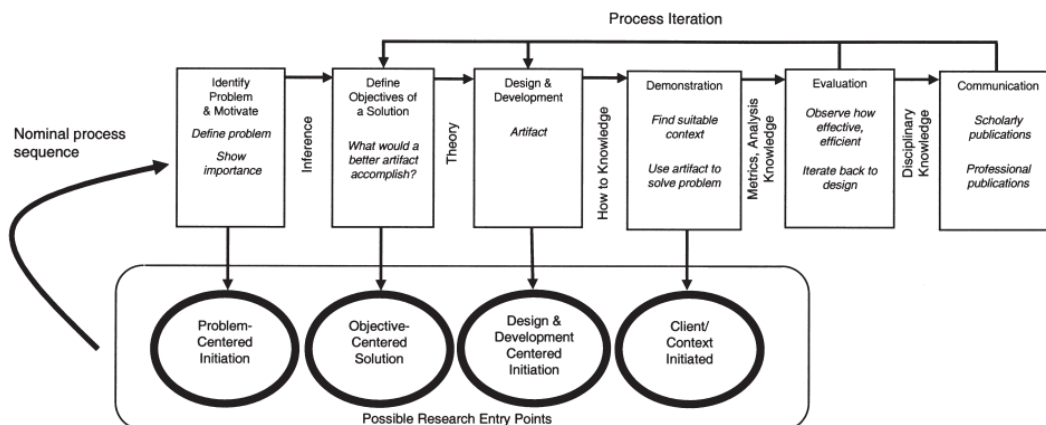 Process Iteration
Nominal process
sequence
Identify
Problem
& Motivate
Define problem
Show
importance
Inference
Define
Objectives of
a Solution
What would a
better artifact
accomplish?
Theory
Design &
Development
Artifact
How to Knowledge
Demonstration
Find suitable
context
Use artifact to
solve problem
Metrics, Analysis
Knowledge
Evaluation
Observe how
effective,
efficient
Iterate back to
design
Disciplinary
Knowledge
Communication
Scholarly
publications
Professional
publications
Problem-
Centered
Initiation
Objective-
Centered
Solution
Design &
Development
Centered
Initiation
Client/
Context
Initiated
Possible Research Entry Points